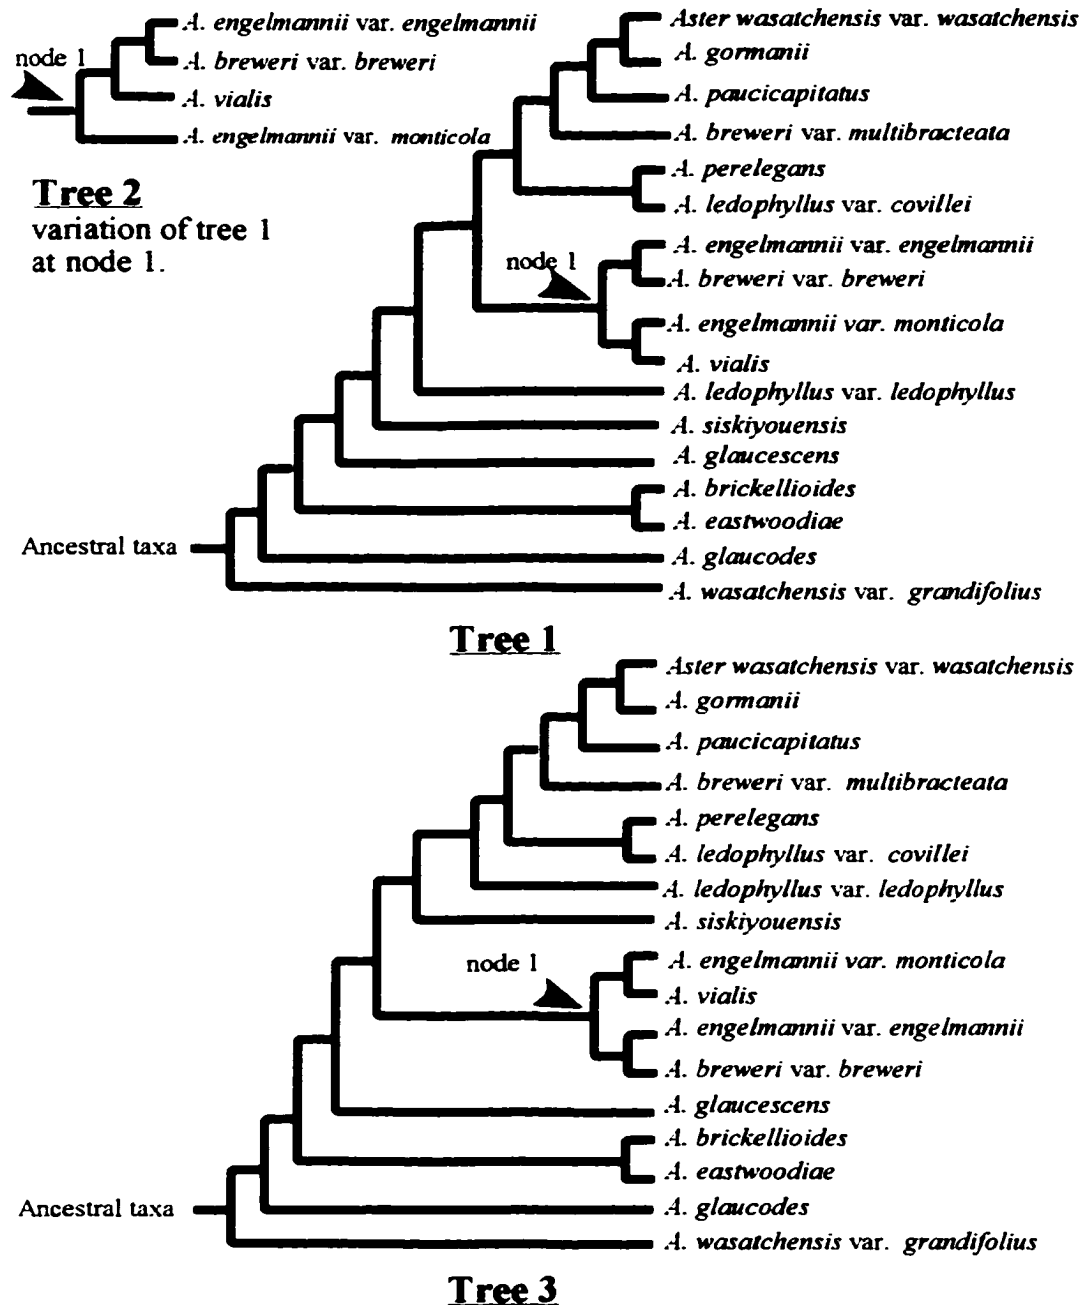 A. engelmannii var. engelmannii
node 1
A. breweri var. breweri
A. vialis
A. engelmannii var. monticola
Tree 2
variation of tree 1
at node 1.
Aster wasatchensis var. wasatchensis
A. gormanii
A. paucicapitatus
A. breweri var. multibracteata
A. perelegans
A. ledophyllus var. covillei
A. engelmannii var. engelmannii
node 1
A. breweri var. breweri
A. engelmannii var. monticola
A. vialis
A. ledophyllus var. ledophyllus
A. siskiyouensis
A. glaucescens
A. brickellioides
A. eastwoodiae
Ancestral taxa
A. glaucodes
A. wasatchensis var. grandifolius
Tree 1
Aster wasatchensis var. wasatchensis
A. gormanii
A. paucicapitatus
A. breweri var. multibracteata
A. perelegans
A. ledophyllus var. covillei
A. ledophyllus var. ledophyllus
A. siskiyouensis
A. engelmannii var. monticola
node 1
A. vialis
A. engelmannii var. engelmannii
A. breweri var. breweri
A. glaucescens
A. brickellioides
A. eastwoodiae
Ancestral taxa
A. glaucodes
A. wasatchensis var. grandifolius
Tree 3